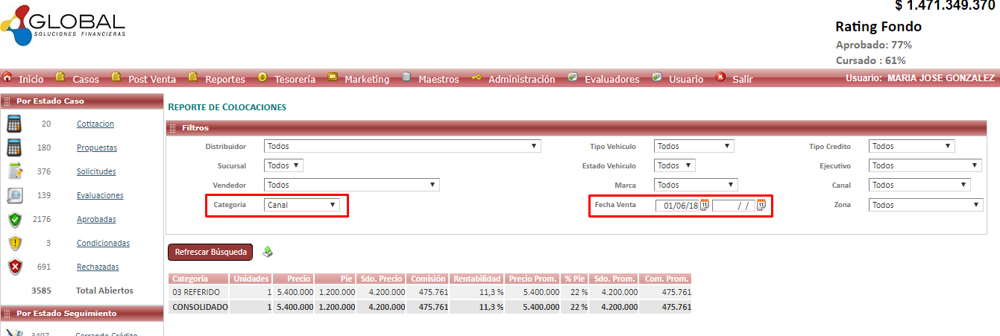 $ 1.471.349.370
GLOBAL
SOLUCIONES FINANCIERAS
Rating Fondo
Aprobado: 77%
Cursado : 61%
Inicio Casos Post Venta Reportes Tesorería Marketing Maestros Administración Evaluadores Usuario Salir Usuario: MARIA JOSE GONZALEZ
Por Estado Caso
20 Cotizacion
180 Propuestas
376 Solicitudes
139 Evaluaciones
2176 Aprobadas
3 Condicionadas
691 Rechazadas
3585 Total Abiertos
Por Estado Seguimiento
3497 Cerrando Crédito
REPORTE DE COLOCACIONES
Filtros
Distribuidor Todos Tipo Vehiculo Todos Tipo Credito Todos
Sucursal Todos Estado Vehiculo Todos Ejecutivo Todos
Vendedor Todos Marca Todos Canal Todos
Categoria Canal Fecha Venta 01/06/18 11 / / 11 Zona Todos
Refrescar Búsqueda
Categoría Unidades Precio Pie Sdo. Precio Comisión Rentabilidad Precio Prom. % Pie Sdo. Prom. Com. Prom.
03 REFERIDO 1 5.400.000 1.200.000 4.200.000 475.761 11,3 % 5.400.000 22 % 4.200.000 475.761
CONSOLIDADO 1 5.400.000 1.200.000 4.200.000 475.761 11,3 % 5.400.000 22 % 4.200.000 475.761